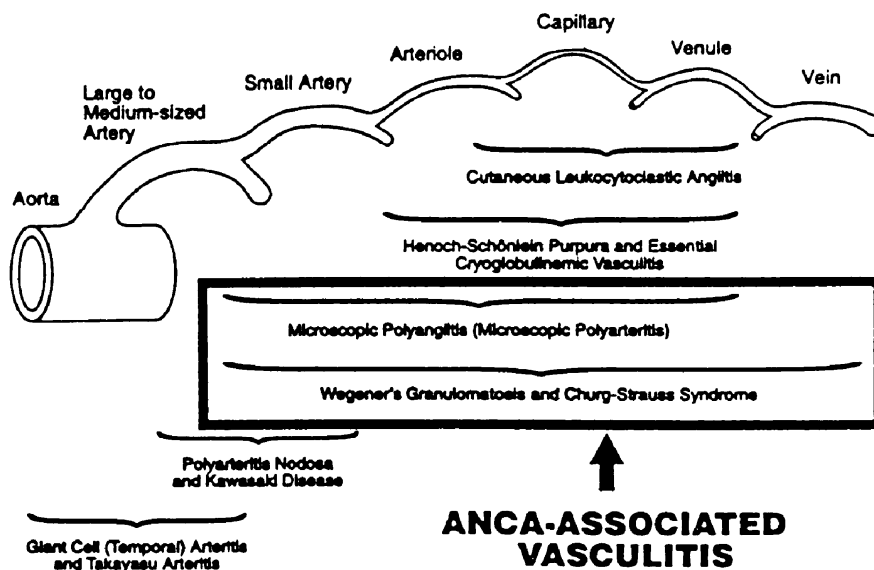 Capillary
Arteriole
Venule
Small Artery
Vein
Large to
Medium-sized
Artery
Aorta
Cutaneous Leukocytoclastic Angiitis
Henoch-Schönlein Purpura and Essential
Cryoglobulinemic Vasculitis
Microscopic Polyangiitis (Microscopic Polyarteritis)
Wegener's Granulomatosis and Churg-Strauss Syndrome
Polyarteritis Nodosa
and Kawasaki Disease
ANCA-ASSOCIATED
VASCULITIS
Giant Cell (Temporal) Arteritis
and Takayasu Arteritis